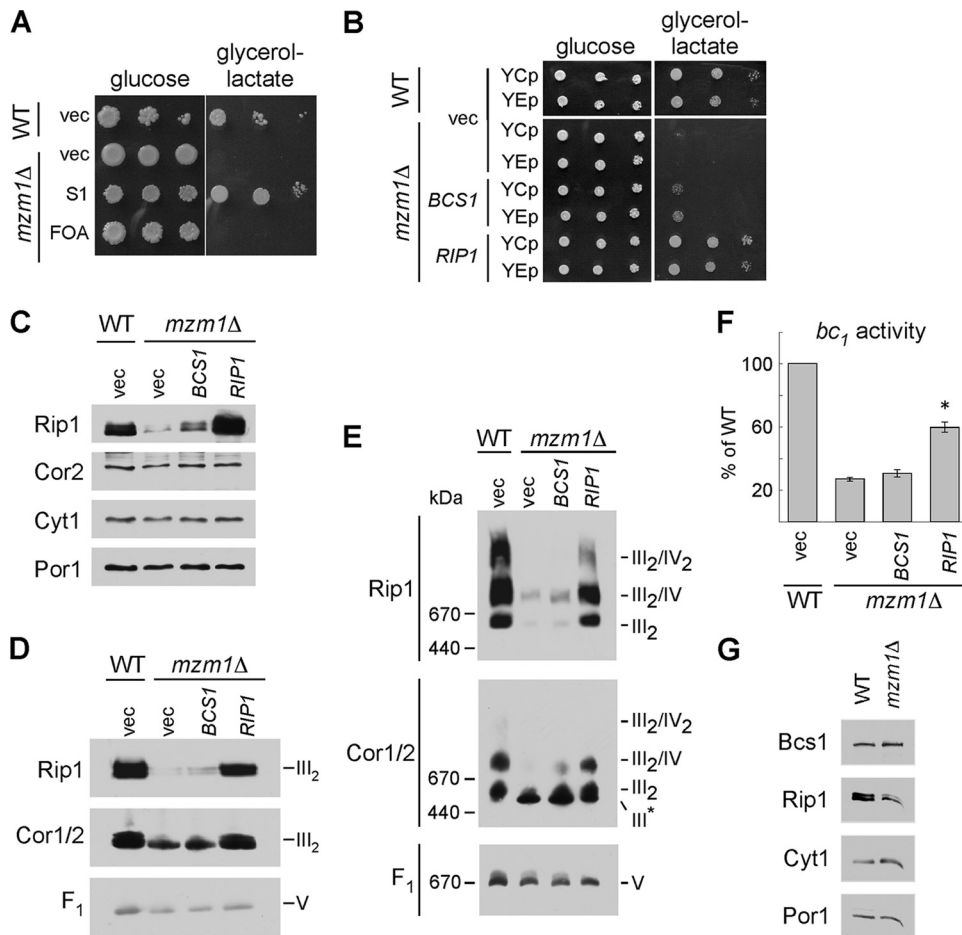 A
glucose
glycerol-
lactate
WT
vec
mzm1Δ
vec
S1
FOA
B
glucose
glycerol-
lactate
WT
vec
YCp
YEp
mzm1Δ
YCp
YEp
BCS1
YCp
YEp
RIP1
YCp
YEp
C
WT
mzm1Δ
vec
vec
BCS1
RIP1
Rip1
Cor2
Cyt1
Por1
D
WT
mzm1Δ
vec
vec
BCS1
RIP1
Rip1
III₂
Cor1/2
III₂
F₁
V
E
WT
mzm1Δ
kDa
vec
vec
BCS1
RIP1
Rip1
III₂/IV₂
III₂/IV
670
III₂
440
Cor1/2
III₂/IV₂
III₂/IV
670
III₂
440
III*
F₁
670
V
F
bc₁ activity
% of WT
100
60
20
*
vec
vec
BCS1
RIP1
WT
mzm1Δ
G
WT
mzm1Δ
Bcs1
Rip1
Cyt1
Por1